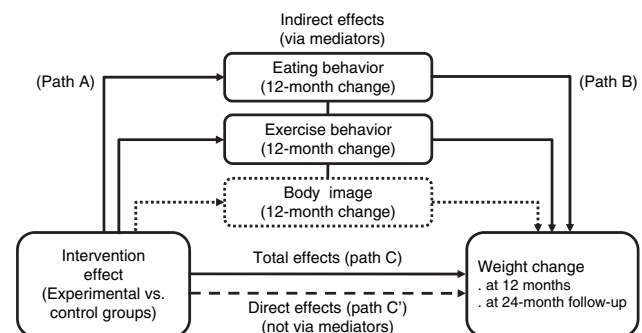 Indirect effects
(via mediators)
(Path A)
Eating behavior
(12-month change)
(Path B)
Exercise behavior
(12-month change)
Body image
(12-month change)
Intervention
effect
(Experimental vs.
control groups)
Total effects (path C)
Direct effects (path C’)
(not via mediators)
Weight change
. at 12 months
. at 24-month follow-up